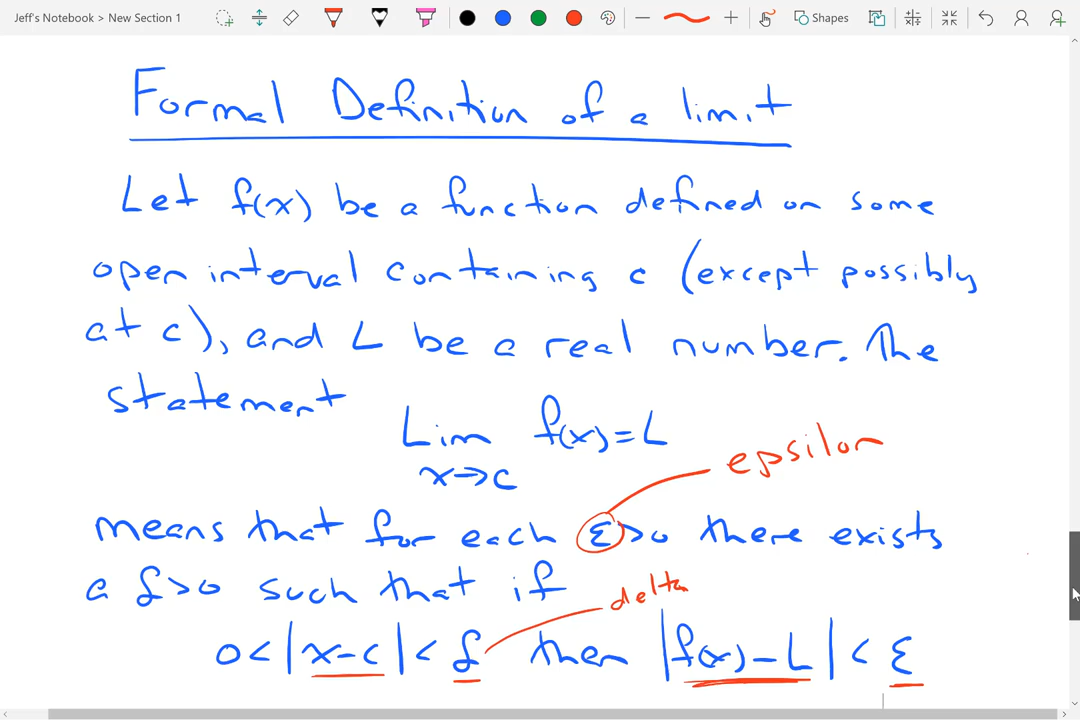 Jeff's Notebook > New Section 1
Shapes
Formal Definition of a limit
Let f(x) be a function defined on some
open interval containing c (except possibly
at c), and L be a real number. The
statement
Lim f(x)=L
x→c
epsilon
means that for each ε>0 there exists
a δ>0 such that if
delta
0<|x-c|<δ then |f(x)-L|<ε